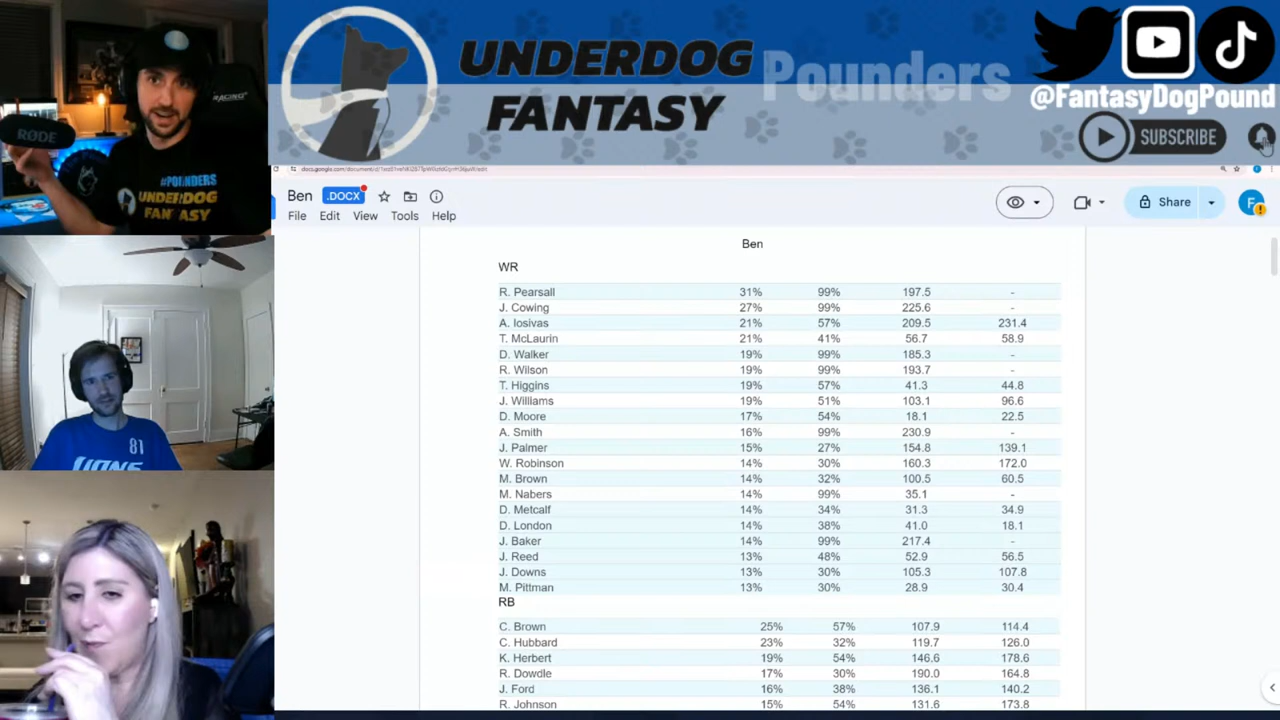 UNDERDOG
FANTASY
Pounders
@FantasyDogPound
SUBSCRIBE
RACING
RØDE
#POUNDERS
UNDERDOG
FANTASY
81
LIONS
Ben .DOCX
File Edit View Tools Help
Share
F
Ben
WR
R. Pearsall 31% 99% 197.5 -
J. Cowing 27% 99% 225.6 -
A. Iosivas 21% 57% 209.5 231.4
T. McLaurin 21% 41% 56.7 58.9
D. Walker 19% 99% 185.3 -
R. Wilson 19% 99% 193.7 -
T. Higgins 19% 57% 41.3 44.8
J. Williams 19% 51% 103.1 96.6
D. Moore 17% 54% 18.1 22.5
A. Smith 16% 99% 230.9 -
J. Palmer 15% 27% 154.8 139.1
W. Robinson 14% 30% 160.3 172.0
M. Brown 14% 32% 100.5 60.5
M. Nabers 14% 99% 35.1 -
D. Metcalf 14% 34% 31.3 34.9
D. London 14% 38% 41.0 18.1
J. Baker 14% 99% 217.4 -
J. Reed 13% 48% 52.9 56.5
J. Downs 13% 30% 105.3 107.8
M. Pittman 13% 30% 28.9 30.4
RB
C. Brown 25% 57% 107.9 114.4
C. Hubbard 23% 32% 119.7 126.0
K. Herbert 19% 54% 146.6 178.6
R. Dowdle 17% 30% 190.0 164.8
J. Ford 16% 38% 136.1 140.2
R. Johnson 15% 54% 131.6 173.8